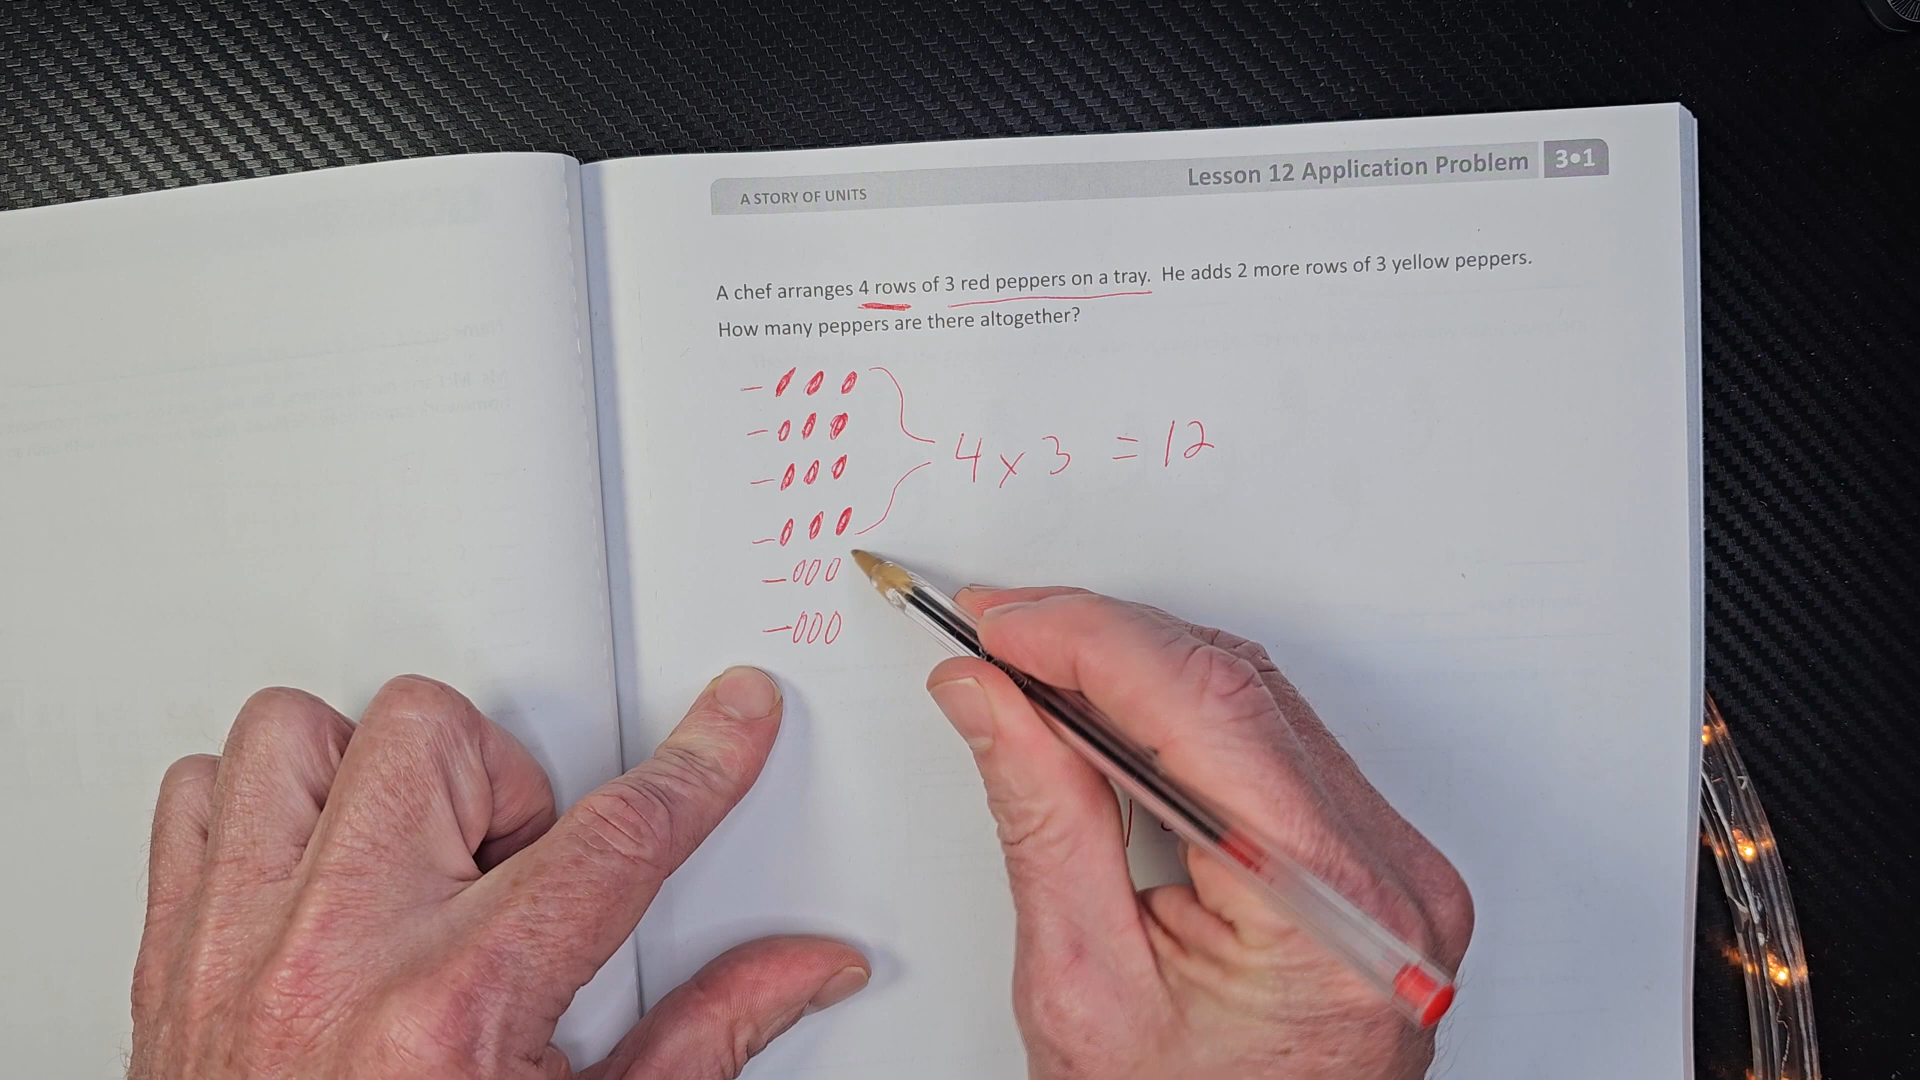 A STORY OF UNITS
Lesson 12 Application Problem 3•1
A chef arranges 4 rows of 3 red peppers on a tray. He adds 2 more rows of 3 yellow peppers.
How many peppers are there altogether?
4 x 3 = 12